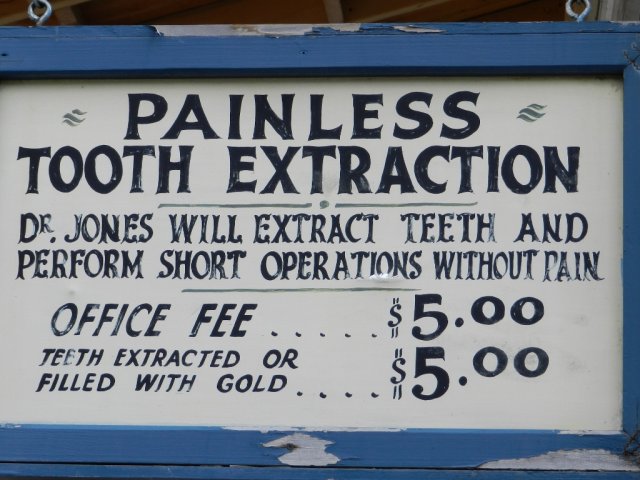 PAINLESS
TOOTH EXTRACTION
DR. JONES WILL EXTRACT TEETH AND
PERFORM SHORT OPERATIONS WITHOUT PAIN
OFFICE FEE ..... $5.00
TEETH EXTRACTED OR
FILLED WITH GOLD .... $5.00